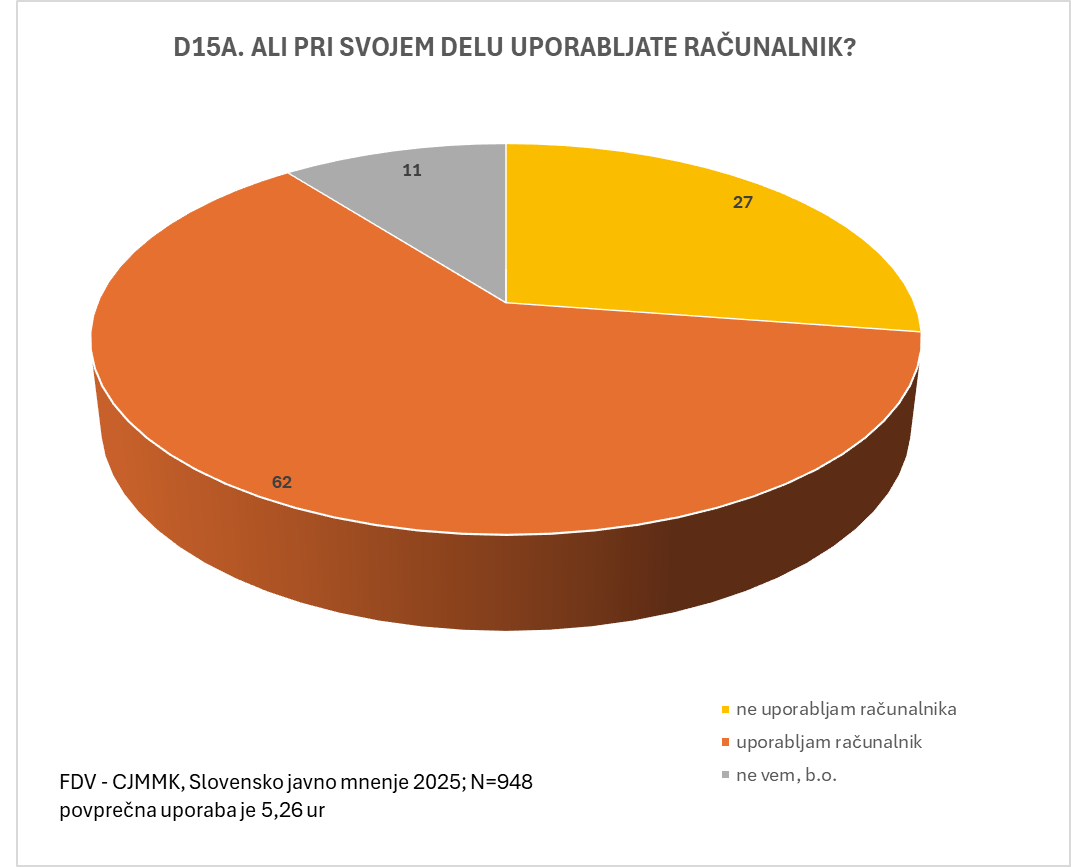 D15A. ALI PRI SVOJEM DELU UPORABLJATE RAČUNALNIK?
11
27
62
ne uporabljam računalnika
uporabljam računalnik
ne vem, b.o.
FDV - CJMMK, Slovensko javno mnenje 2025; N=948
povprečna uporaba je 5,26 ur